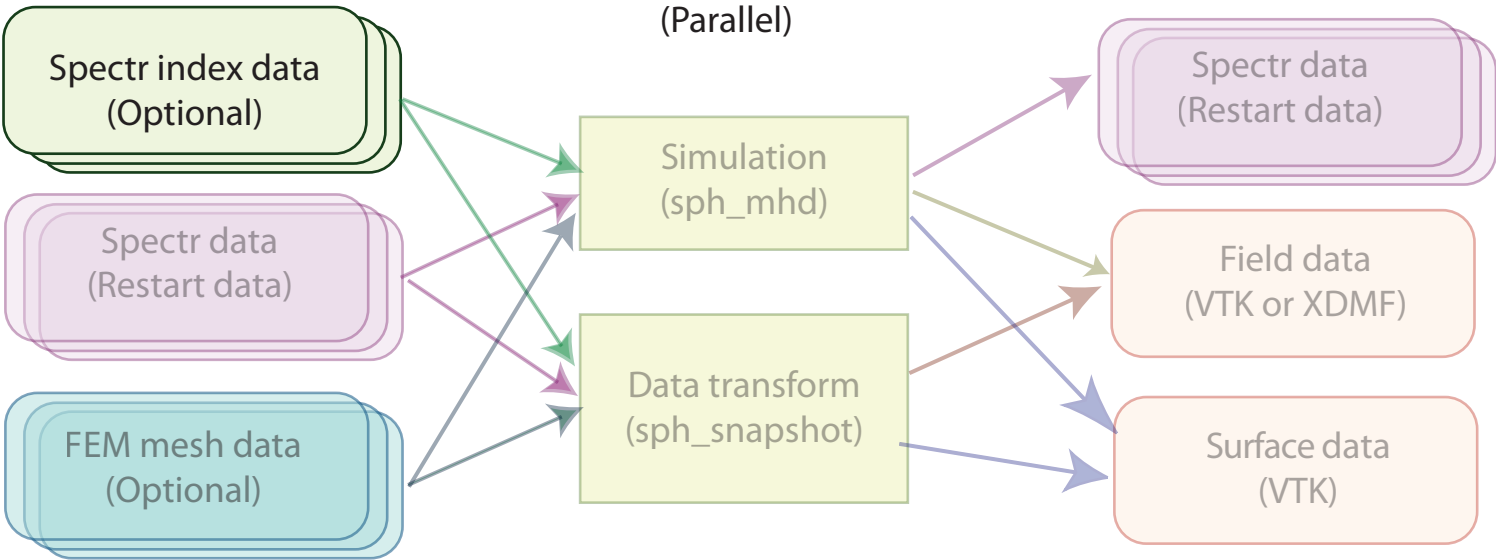 (Parallel)
Spectr index data
(Optional)
Spectr data
(Restart data)
FEM mesh data
(Optional)
Simulation
(sph_mhd)
Data transform
(sph_snapshot)
Spectr data
(Restart data)
Field data
(VTK or XDMF)
Surface data
(VTK)